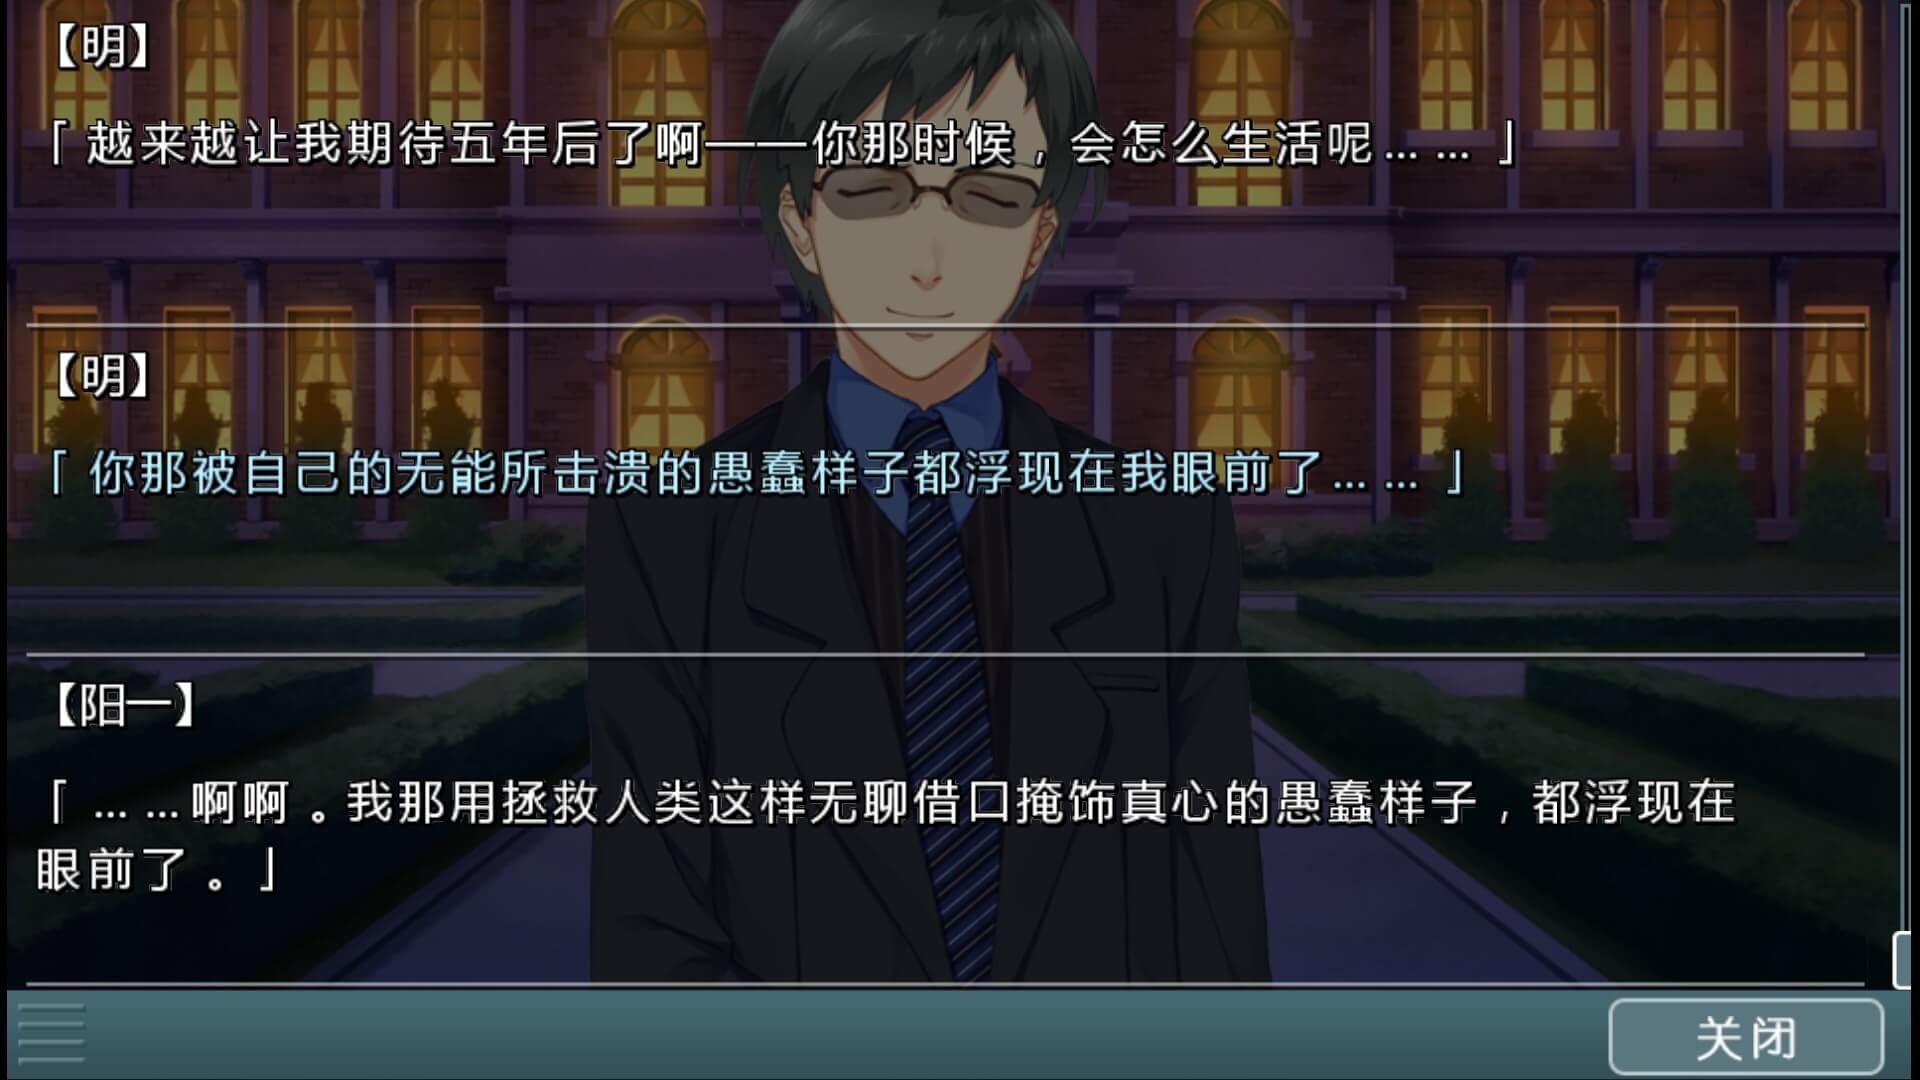 【明】
「越来越让我期待五年后了啊——你那时候，会怎么生活呢……」
【明】
「你那被自己的无能所击溃的愚蠢样子都浮现在我眼前了……」
【阳一】
「……啊啊。我那用拯救人类这样无聊借口掩饰真心的愚蠢样子，都浮现在
眼前了。」
关闭